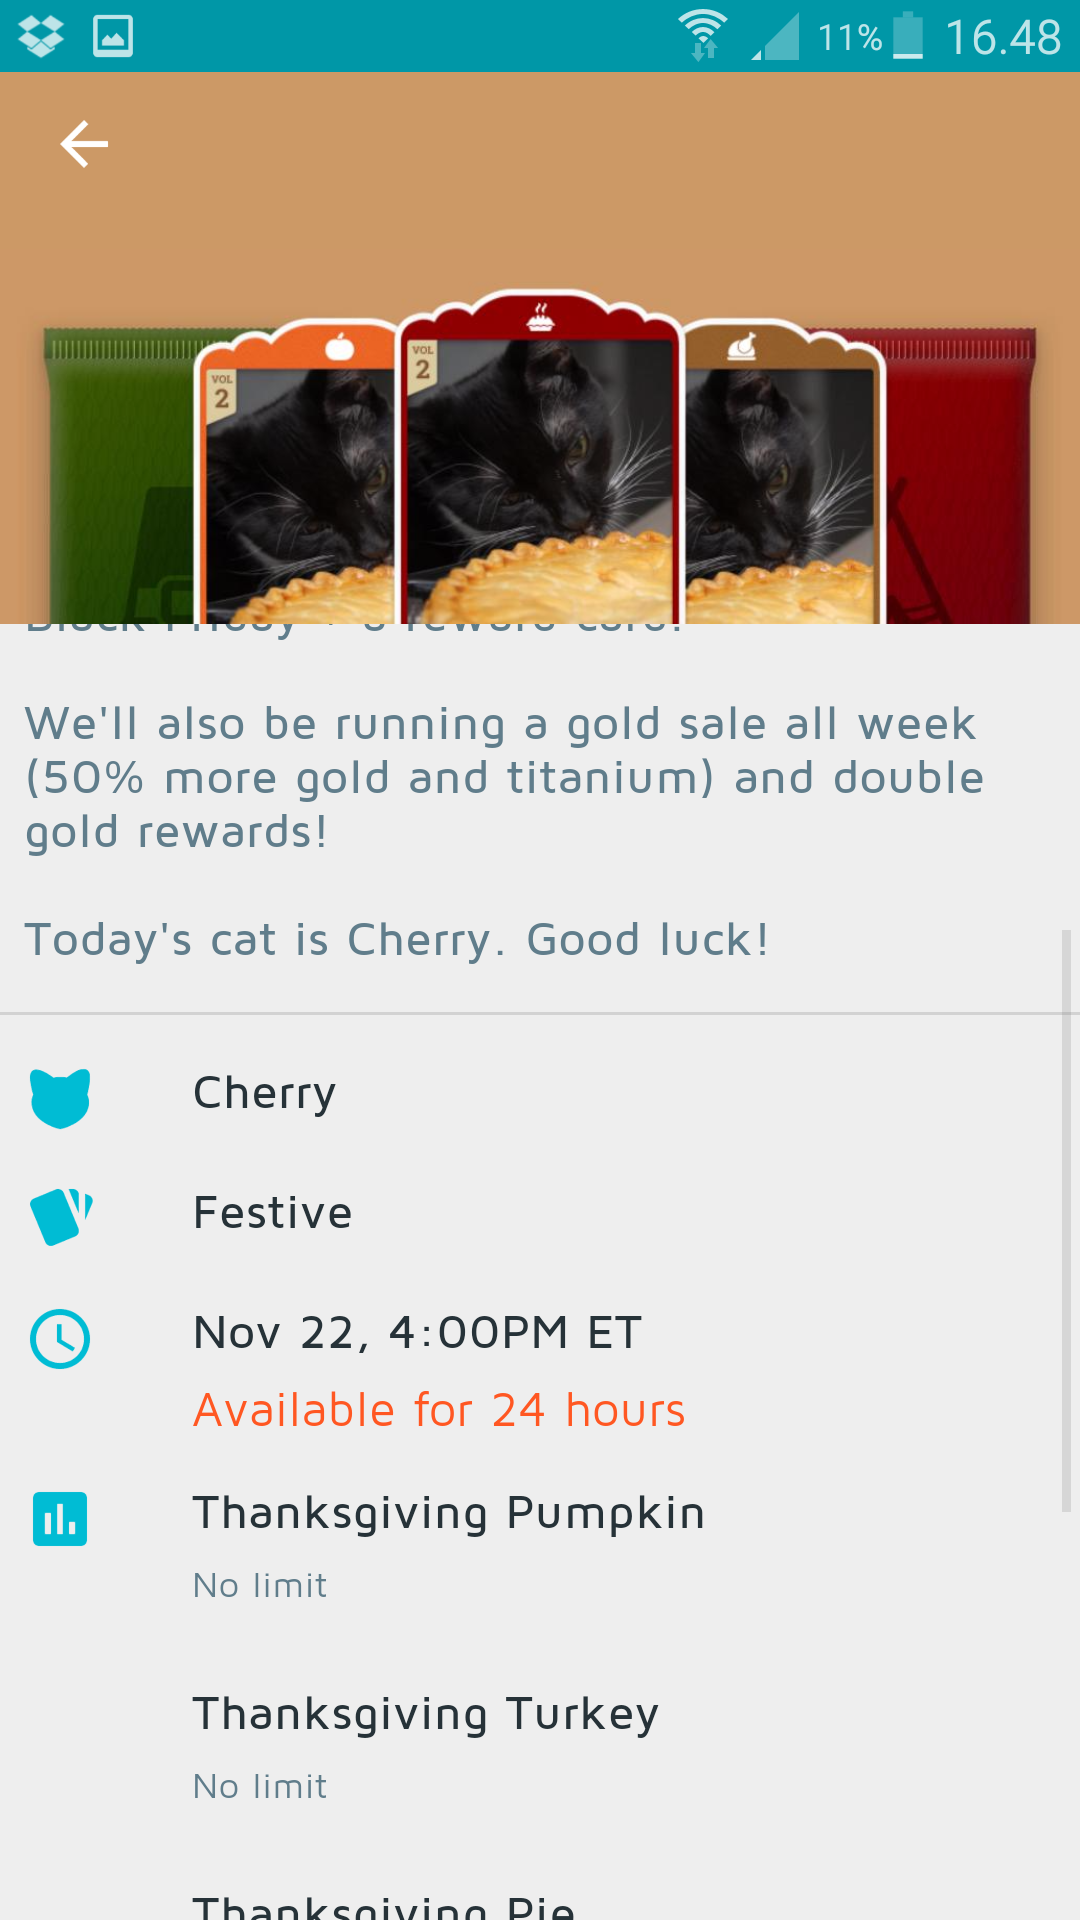 11% 16.48
VOL
2
VOL
2
We'll also be running a gold sale all week
(50% more gold and titanium) and double
gold rewards!
Today's cat is Cherry. Good luck!
Cherry
Festive
Nov 22, 4:00PM ET
Available for 24 hours
Thanksgiving Pumpkin
No limit
Thanksgiving Turkey
No limit
Thanksgiving Pie